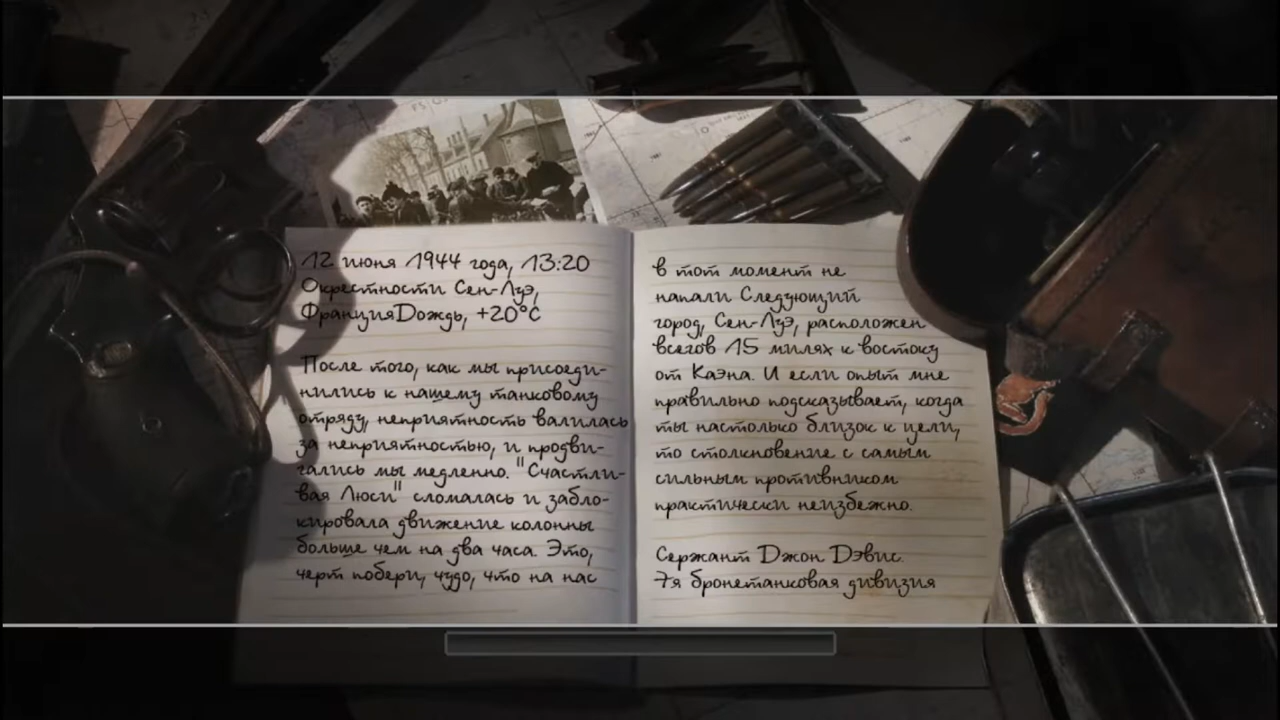 12 июня 1944 года, 13:20
Окрестности Сен-Луэ,
ФранцияДождь, +20°C
После того, как мы присоеди-
нились к нашему танковому
отряду, неприятность валилась
за неприятностью, и продви-
гались мы медленно. "Счастли-
вая Люси" сломалась и забло-
кировала движение колонны
больше чем на два часа. Это,
черт побери, чудо, что на нас
в тот момент не
напали Следующий
город, Сен-Луэ, расположен
всегов 15 милях к востоку
от Каэна. И если опыт мне
правильно подсказывает, когда
ты настолько близок к цели,
то столкновение с самым
сильным противником
практически неизбежно.
Сержант Джон Дэвис.
7я бронетанковая дивизия